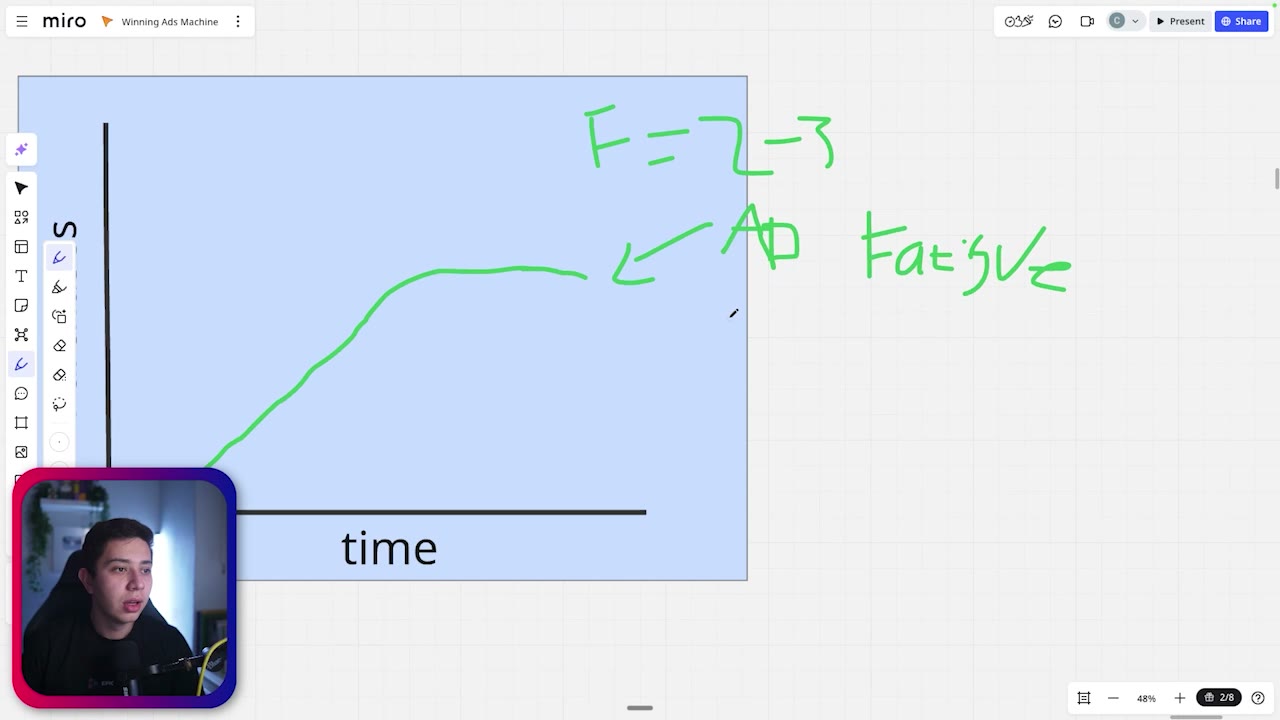 miro Winning Ads Machine
Present Share
F = 2-3
AD Fatigue
s
time
48% 2/8